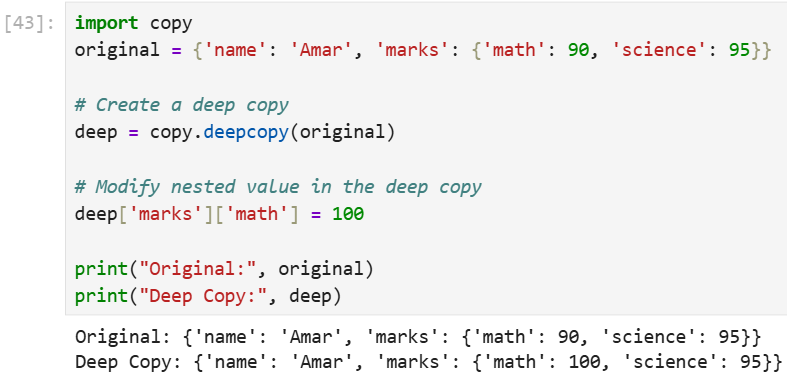 [43]: import copy
original = {'name': 'Amar', 'marks': {'math': 90, 'science': 95}}
# Create a deep copy
deep = copy.deepcopy(original)
# Modify nested value in the deep copy
deep['marks']['math'] = 100
print("Original:", original)
print("Deep Copy:", deep)
Original: {'name': 'Amar', 'marks': {'math': 90, 'science': 95}}
Deep Copy: {'name': 'Amar', 'marks': {'math': 100, 'science': 95}}